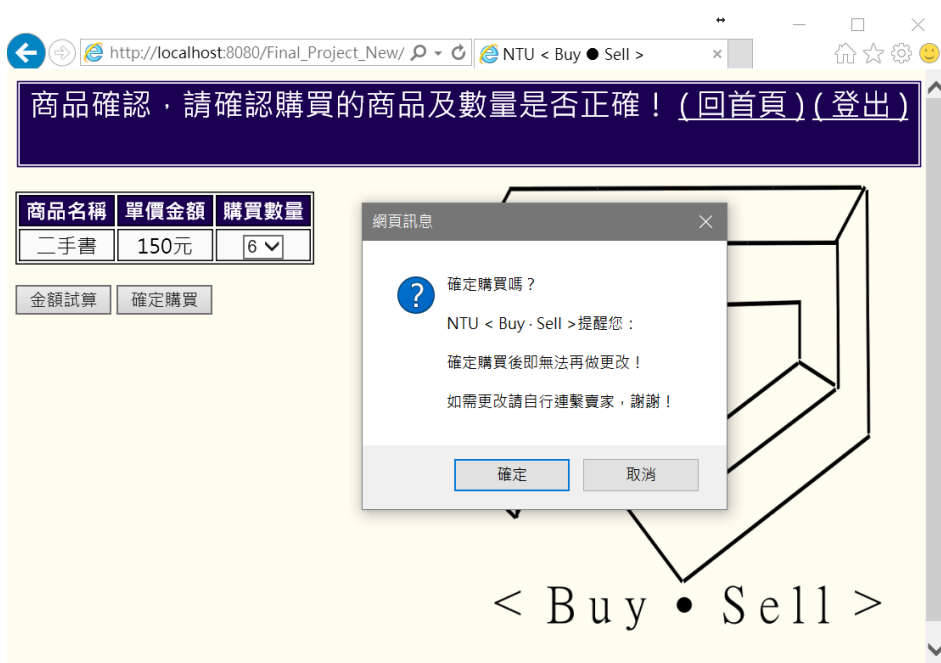 http://localhost:8080/Final_Project_New/
NTU < Buy ● Sell >
商品確認，請確認購買的商品及數量是否正確！(回首頁)(登出)
商品名稱 單價金額 購買數量
二手書 150元 6
金額試算 確定購買
網頁訊息
確定購買嗎？
NTU < Buy · Sell >提醒您：
確定購買後即無法再做更改！
如需更改請自行連繫賣家，謝謝！
確定 取消
< Buy • Sell >